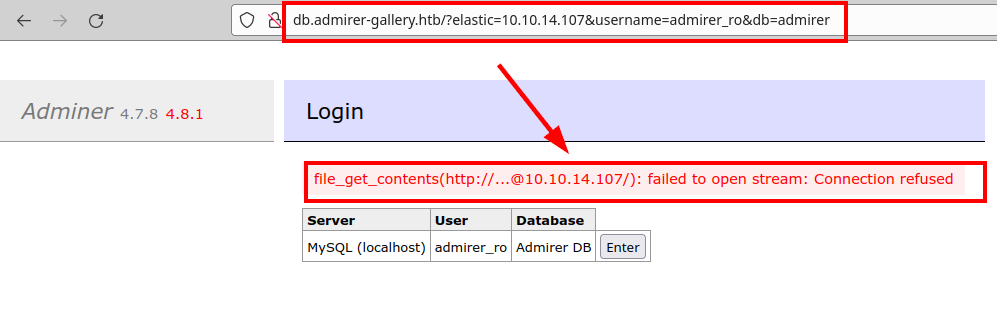 db.admirer-gallery.htb/?elastic=10.10.14.107&username=admirer_ro&db=admirer
Adminer 4.7.8 4.8.1
Login
file_get_contents(http://...@10.10.14.107/): failed to open stream: Connection refused
Server User Database
MySQL (localhost) admirer_ro Admirer DB Enter